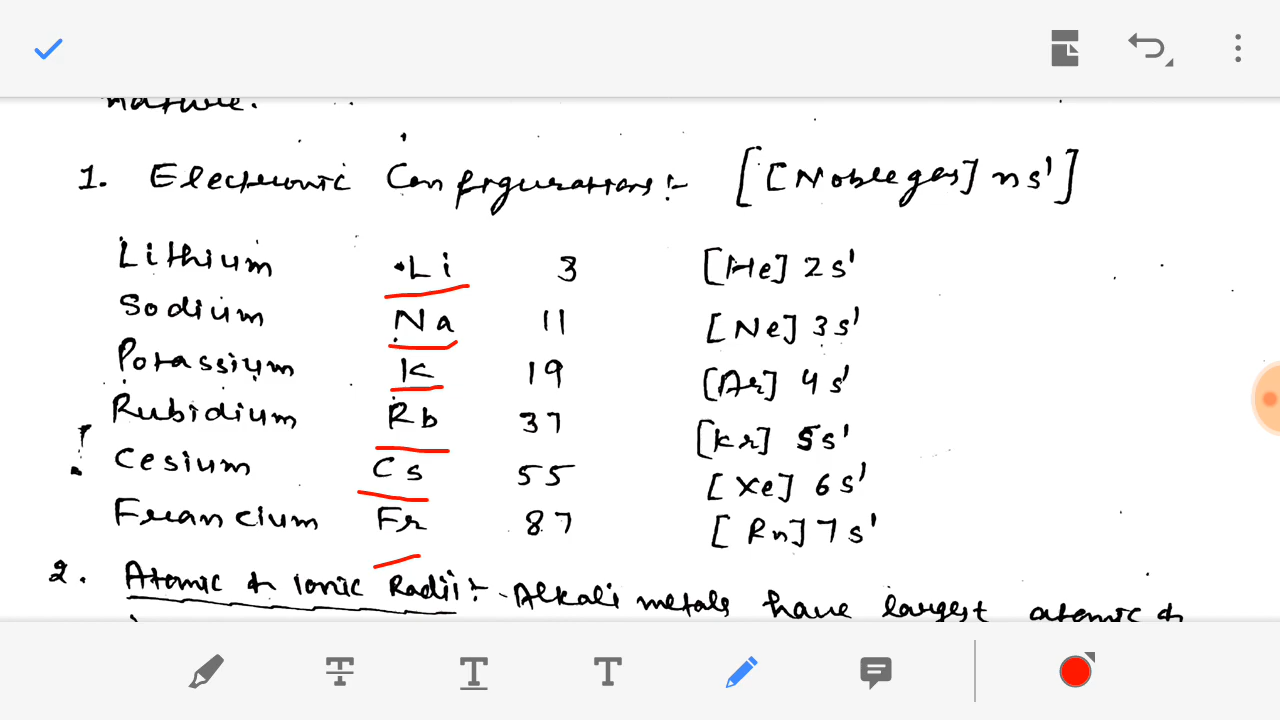 nature.
1. Electronic Configurations:- [[Noble gas] ns¹]
Lithium Li 3 [He] 2s¹
Sodium Na 11 [Ne] 3s¹
Potassium K 19 [Ar] 4s¹
Rubidium Rb 37 [Kr] 5s¹
Cesium Cs 55 [Xe] 6s¹
Francium Fr 87 [Rn] 7s¹
2. Atomic & Ionic Radii:- Alkali metals have largest atomic &